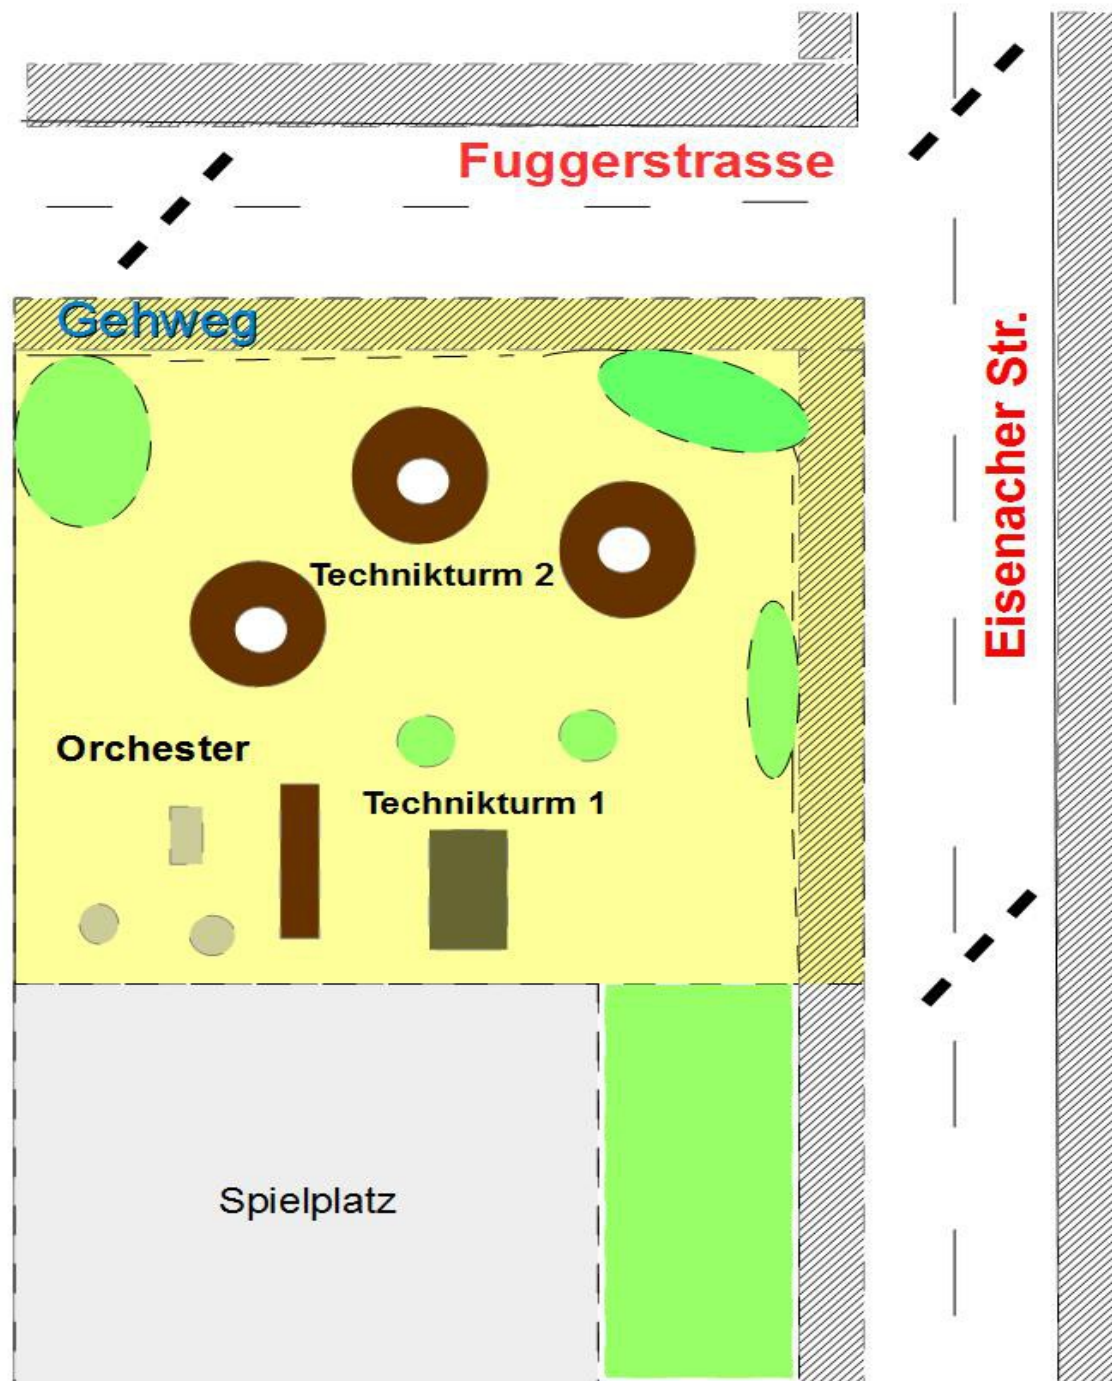 Fuggerstrasse
Gehweg
Eisenacher Str.
Technikturm 2
Orchester
Technikturm 1
Spielplatz